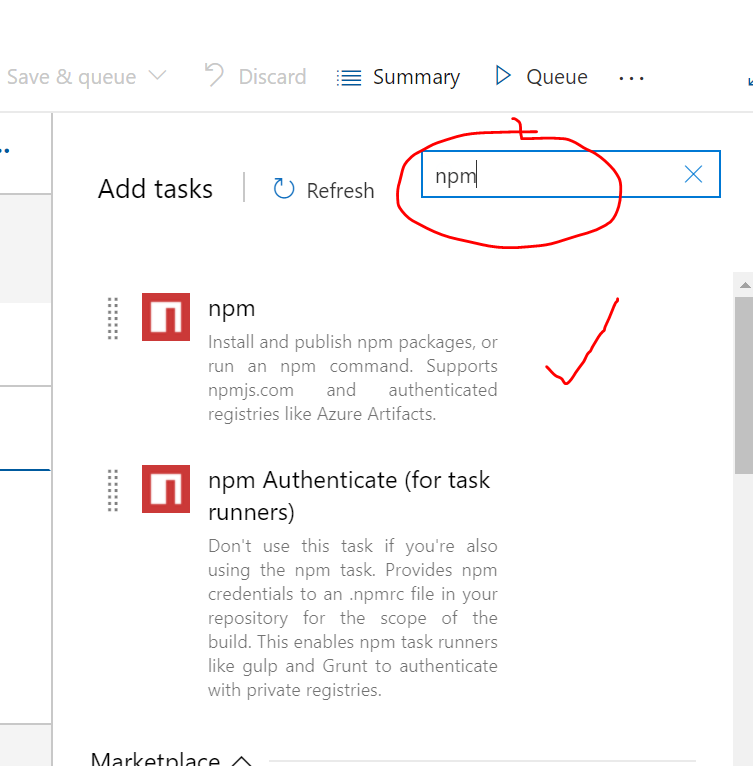 Save & queue
Discard
Summary
Queue
...
Add tasks
Refresh
npm
npm
Install and publish npm packages, or
run an npm command. Supports
npmjs.com and authenticated
registries like Azure Artifacts.
npm Authenticate (for task
runners)
Don't use this task if you're also
using the npm task. Provides npm
credentials to an .npmrc file in your
repository for the scope of the
build. This enables npm task runners
like gulp and Grunt to authenticate
with private registries.
Marketplace